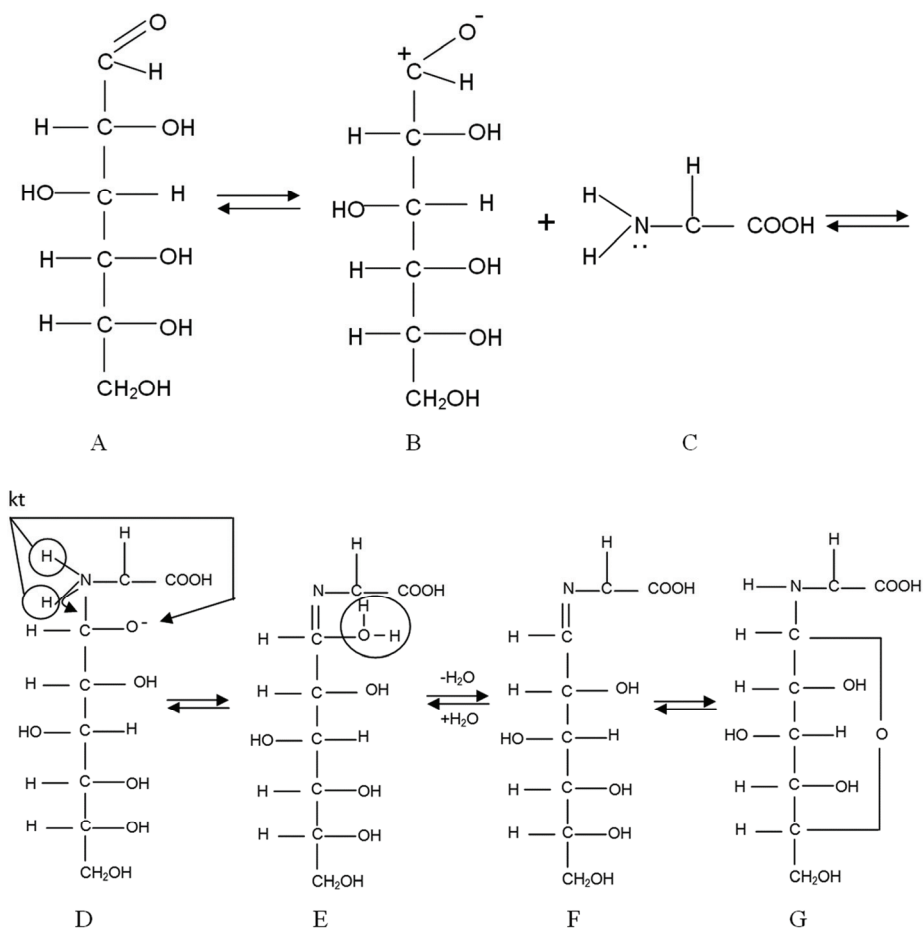 O
C H
H C OH
HO C H
H C OH
H C OH
CH₂OH
A
O⁻
+
C H
H C OH
HO C H
H C OH
H C OH
CH₂OH
B
+
H H
N C COOH
H ..
C
kt
H
H N C COOH
H
H C O⁻
H C OH
HO C H
H C OH
H C OH
CH₂OH
D
H
N C COOH
H
H C O H
H C OH
HO C H
H C OH
H C OH
CH₂OH
E
-H₂O
+H₂O
H
N C COOH
H C
H C OH
HO C H
H C OH
H C OH
CH₂OH
F
H
H N C COOH
H C
H C OH
HO C H O
H C OH
H C
CH₂OH
G